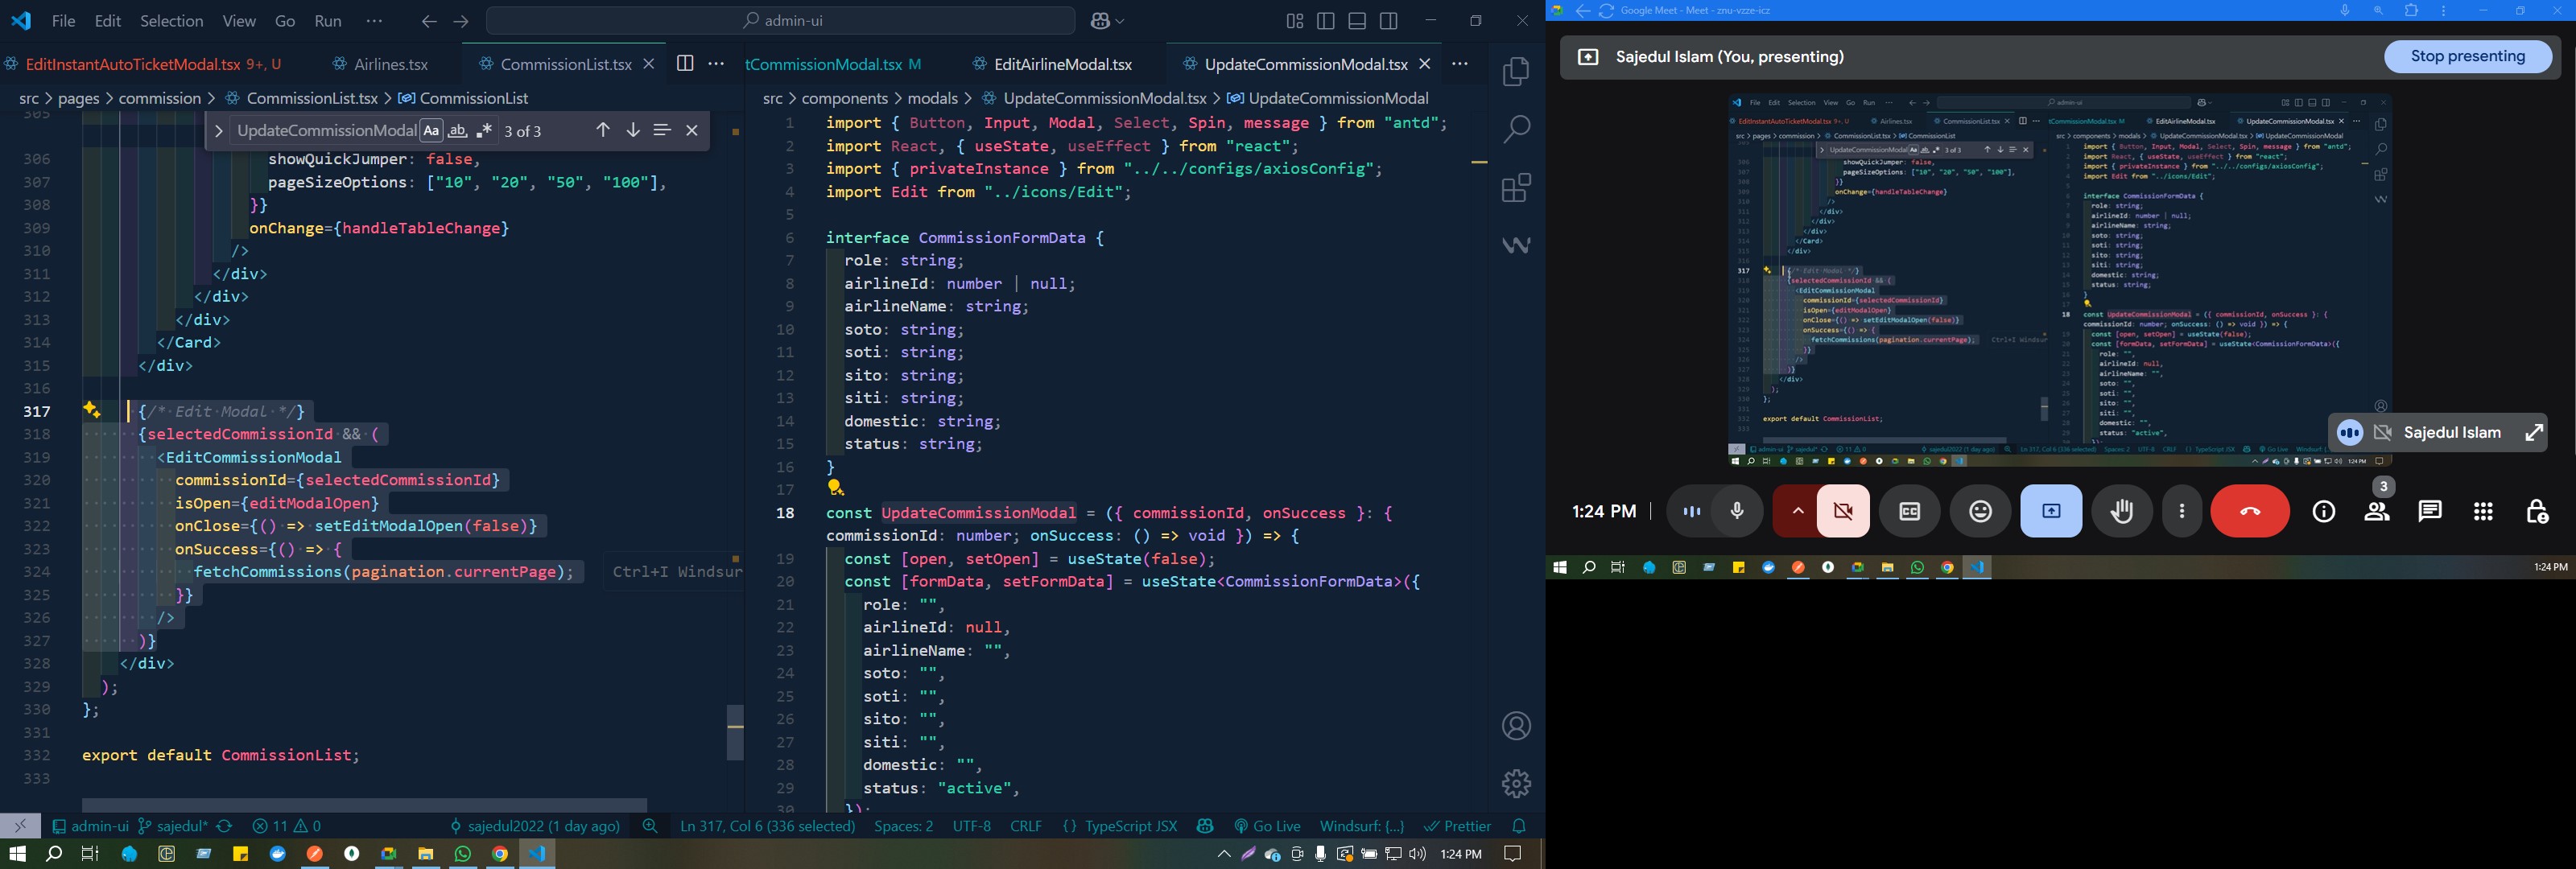 File Edit Selection View Go Run ··· admin-ui
EditInstantAutoTicketModal.tsx 9+, U Airlines.tsx CommissionList.tsx
src > pages > commission > CommissionList.tsx > CommissionList
UpdateCommissionModal Aa ab, .* 3 of 3
305
306 showQuickJumper: false,
307 pageSizeOptions: ["10", "20", "50", "100"],
308 }}
309 onChange={handleTableChange}
310 />
311 </div>
312 </div>
313 </div>
314 </Card>
315 </div>
316
317 {/* Edit Modal */}
318 {selectedCommissionId && (
319 <EditCommissionModal
320 commissionId={selectedCommissionId}
321 isOpen={editModalOpen}
322 onClose={() => setEditModalOpen(false)}
323 onSuccess={() => {
324 fetchCommissions(pagination.currentPage); Ctrl+I Windsur
325 }}
326 />
327 )}
328 </div>
329 );
330 };
331
332 export default CommissionList;
333
tCommissionModal.tsx M EditAirlineModal.tsx UpdateCommissionModal.tsx
src > components > modals > UpdateCommissionModal.tsx > UpdateCommissionModal
1 import { Button, Input, Modal, Select, Spin, message } from "antd";
2 import React, { useState, useEffect } from "react";
3 import { privateInstance } from "../../configs/axiosConfig";
4 import Edit from "../icons/Edit";
5
6 interface CommissionFormData {
7 role: string;
8 airlineId: number | null;
9 airlineName: string;
10 soto: string;
11 soti: string;
12 sito: string;
13 siti: string;
14 domestic: string;
15 status: string;
16 }
17
18 const UpdateCommissionModal = ({ commissionId, onSuccess }: {
commissionId: number; onSuccess: () => void }) => {
19 const [open, setOpen] = useState(false);
20 const [formData, setFormData] = useState<CommissionFormData>({
21 role: "",
22 airlineId: null,
23 airlineName: "",
24 soto: "",
25 soti: "",
26 sito: "",
27 siti: "",
28 domestic: "",
29 status: "active",
30 });
admin-ui sajedul* 11 0 sajedul2022 (1 day ago) Ln 317, Col 6 (336 selected) Spaces: 2 UTF-8 CRLF {} TypeScript JSX Go Live Windsurf: {...} Prettier
1:24 PM
Google Meet - Meet - znu-vzze-icz
Sajedul Islam (You, presenting) Stop presenting
Sajedul Islam
1:24 PM 3
1:24 PM